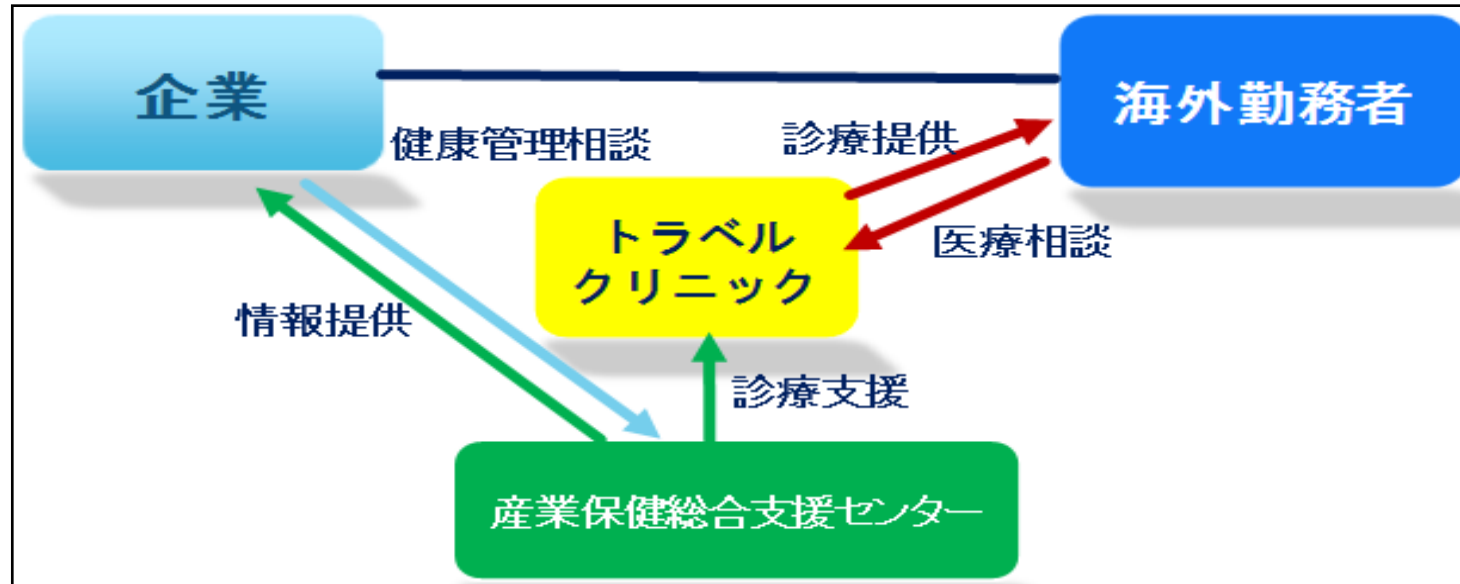 企業
海外勤務者
健康管理相談
診療提供
トラベル
クリニック
医療相談
情報提供
診療支援
産業保健総合支援センター